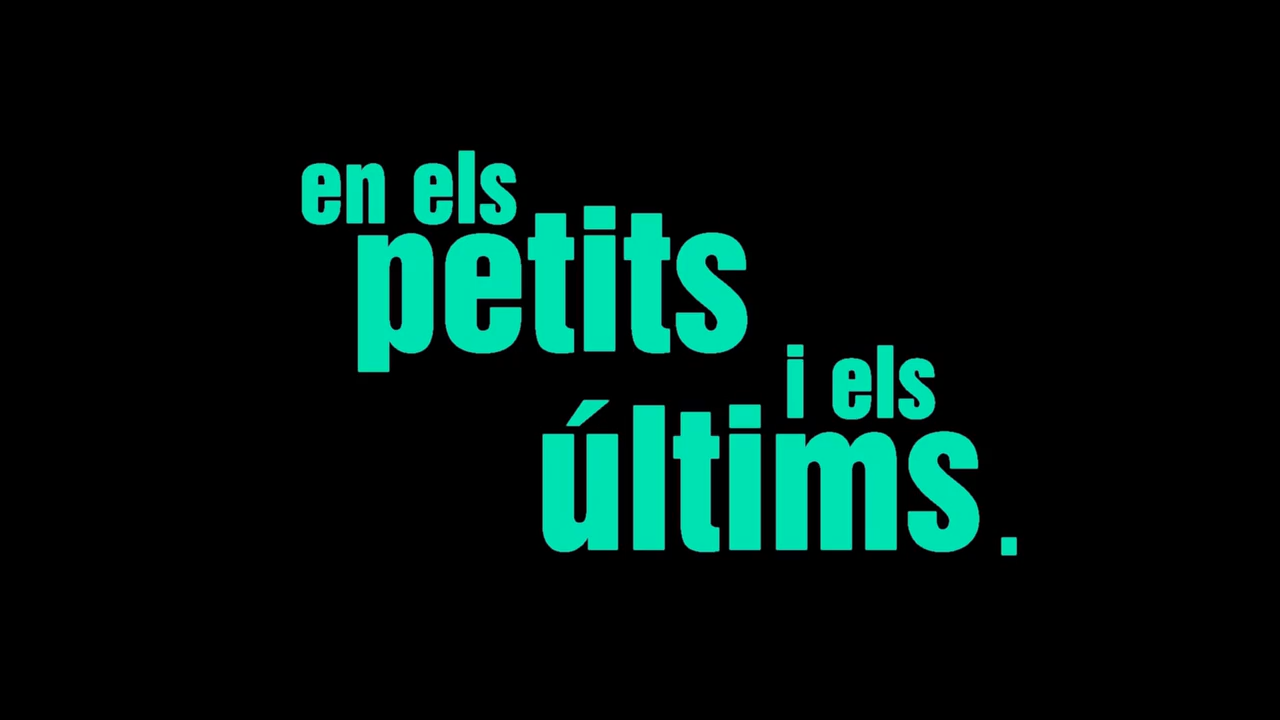 en els
petits
i els
últims.